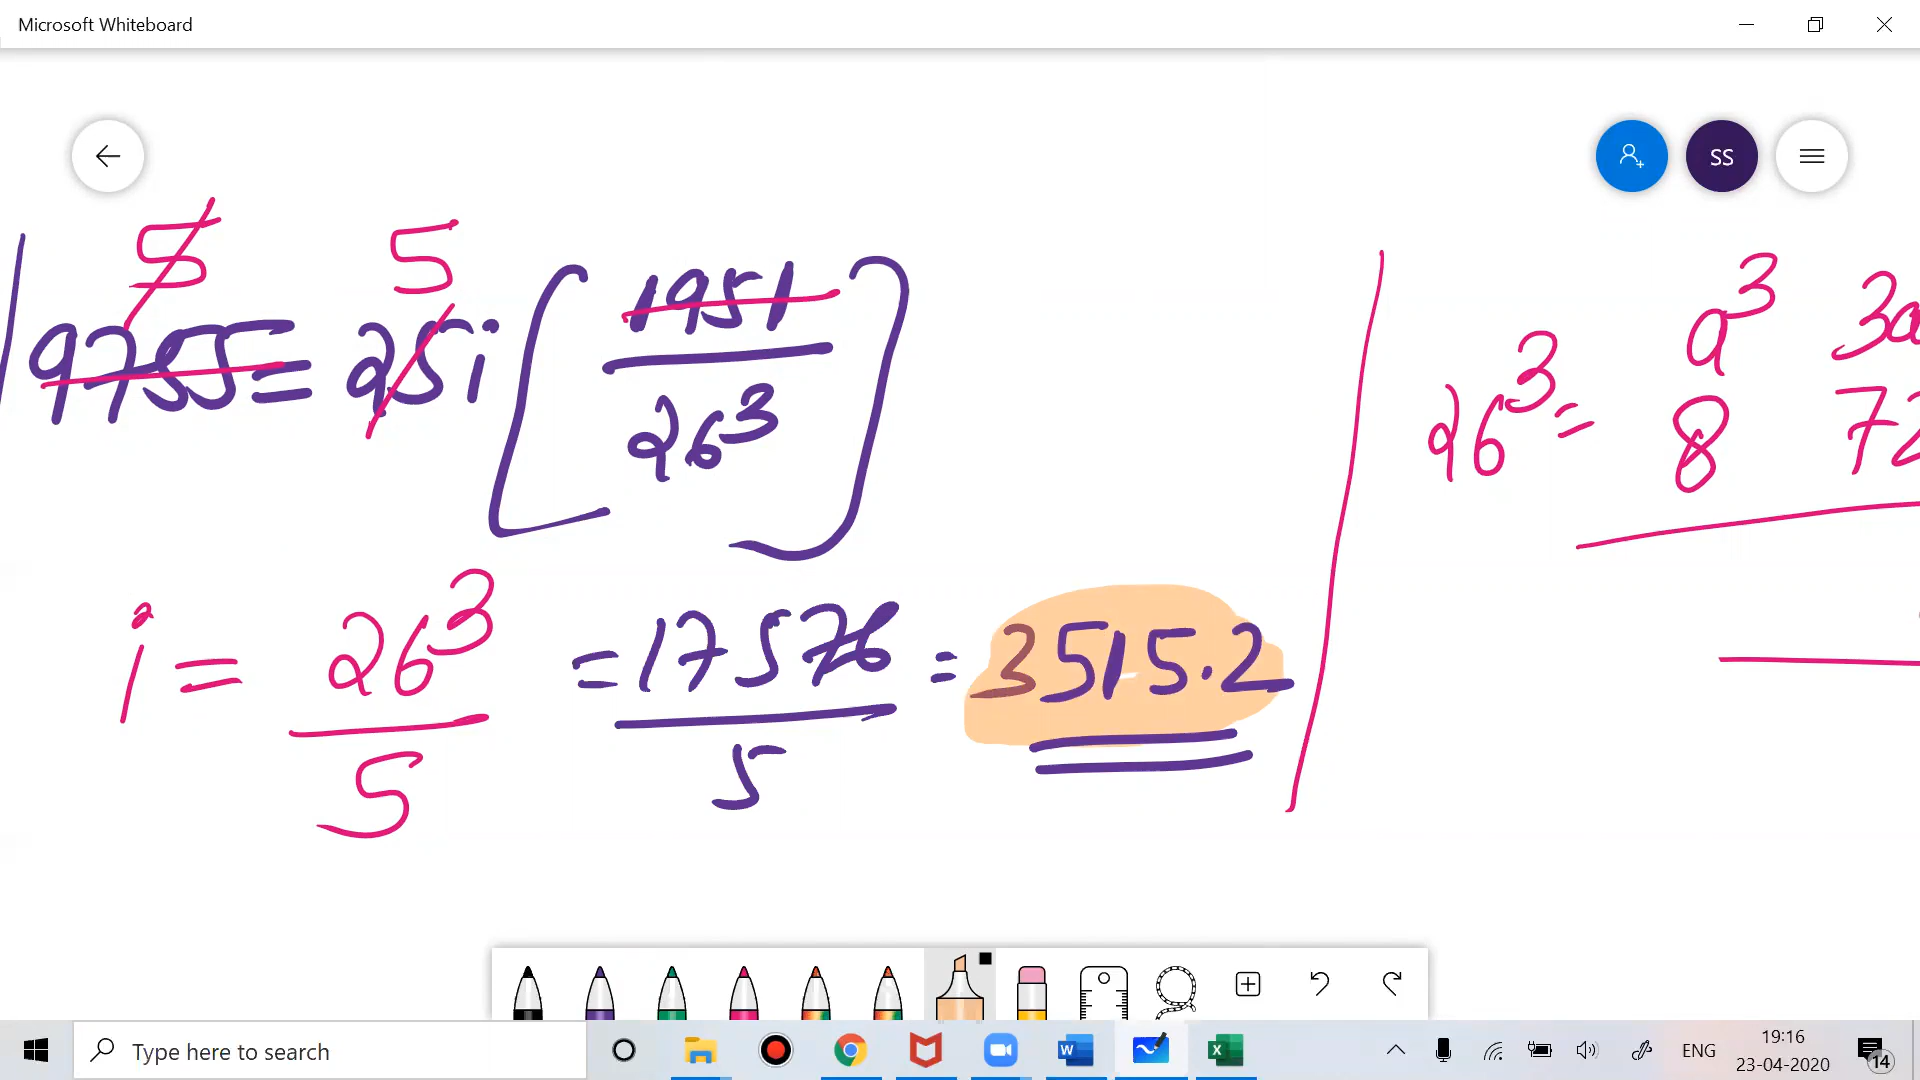 Microsoft Whiteboard
SS
5 5
9755 = 25i [ 1951 / 26³ ]
a³ 3a
26³ = 8 72
i = 26³ / 5 = 17576 / 5 = 3515.2
Type here to search
ENG
19:16
23-04-2020
14